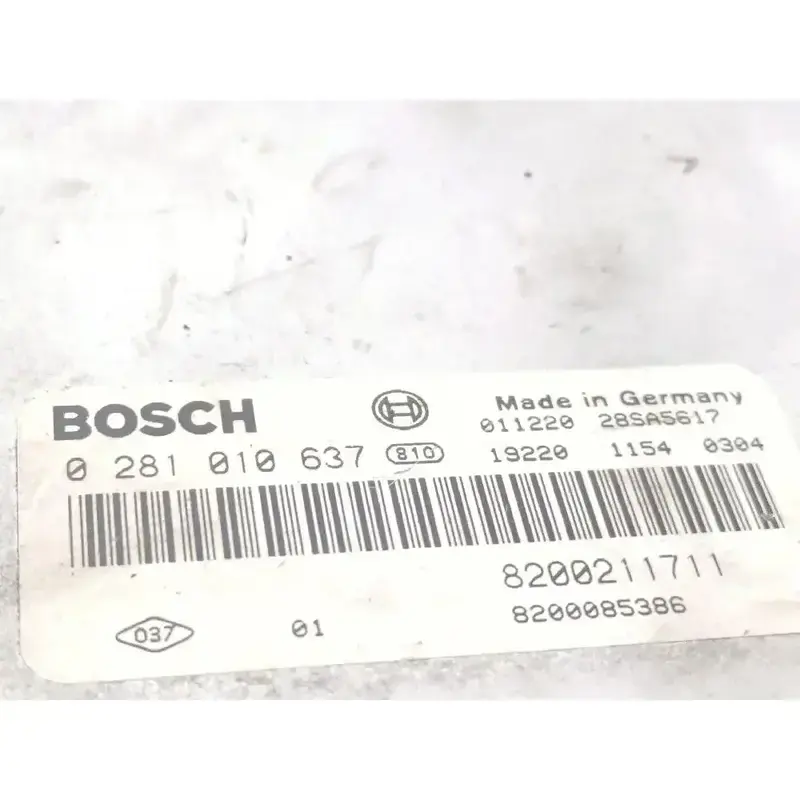 BOSCH
Made in Germany
011220 28SA5617
0 281 010 637 810 19220 1154 0304
8200211711
037 01 8200085386